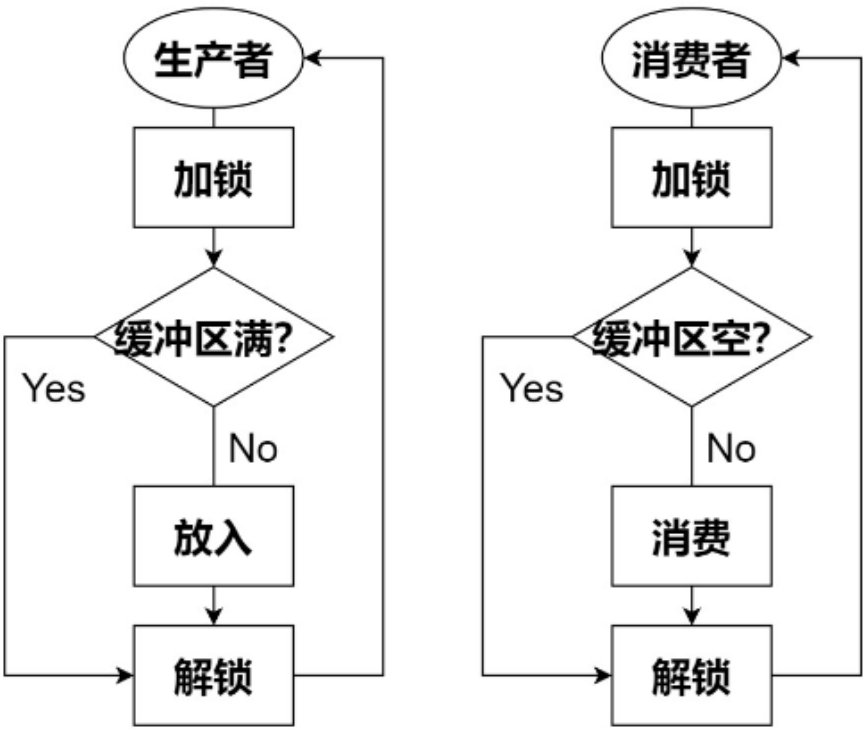 生产者
加锁
缓冲区满?
Yes
No
放入
解锁
消费者
加锁
缓冲区空?
Yes
No
消费
解锁